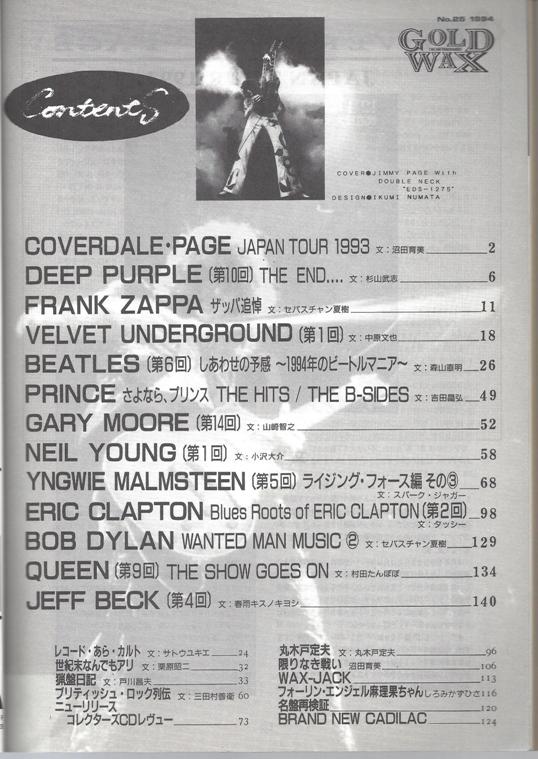 No.25 1994
GOLD WAX
Contents
COVER●JIMMY PAGE With
DOUBLE NECK
"EDS-1275"
DESIGN●IKUMI NUMATA
COVERDALE・PAGE JAPAN TOUR 1993 文：沼田育美 2
DEEP PURPLE (第10回) THE END.... 文：杉山武志 6
FRANK ZAPPA ザッパ追悼 文：セバスチャン夏樹 11
VELVET UNDERGROUND (第1回) 文：中原文也 18
BEATLES (第6回) しあわせの予感 〜1994年のビートルマニア〜 文：森山直明 26
PRINCE さよなら、プリンス THE HITS / THE B-SIDES 文：吉田晶弘 49
GARY MOORE (第14回) 文：山崎智之 52
NEIL YOUNG (第1回) 文：小沢大介 58
YNGWIE MALMSTEEN (第5回) ライジング・フォース編 その③ 68
文：スパーク・ジャガー
ERIC CLAPTON Blues Roots of ERIC CLAPTON (第2回) 98
文：タッシー
BOB DYLAN WANTED MAN MUSIC ② 文：セバスチャン夏樹 129
QUEEN (第9回) THE SHOW GOES ON 文：村田たんぽぽ 134
JEFF BECK (第4回) 文：春雨キスノキヨシ 140
レコード・あら・カルト 文：サトウユキエ 24
世紀末なんでもアリ 文：栗原昭二 32
猟盤日記 文：戸川昌夫 33
ブリティッシュ・ロック列伝 文：三田村善衛 60
ニューリリース
コレクターズCDレヴュー 73
丸木戸定夫 文：丸木戸定夫 96
限りなき戦い 沼田育美 106
WAX-JACK 113
フォーリン・エンジェル麻理果ちゃん しろみかずひさ 116
名盤再検証 120
BRAND NEW CADILAC 124